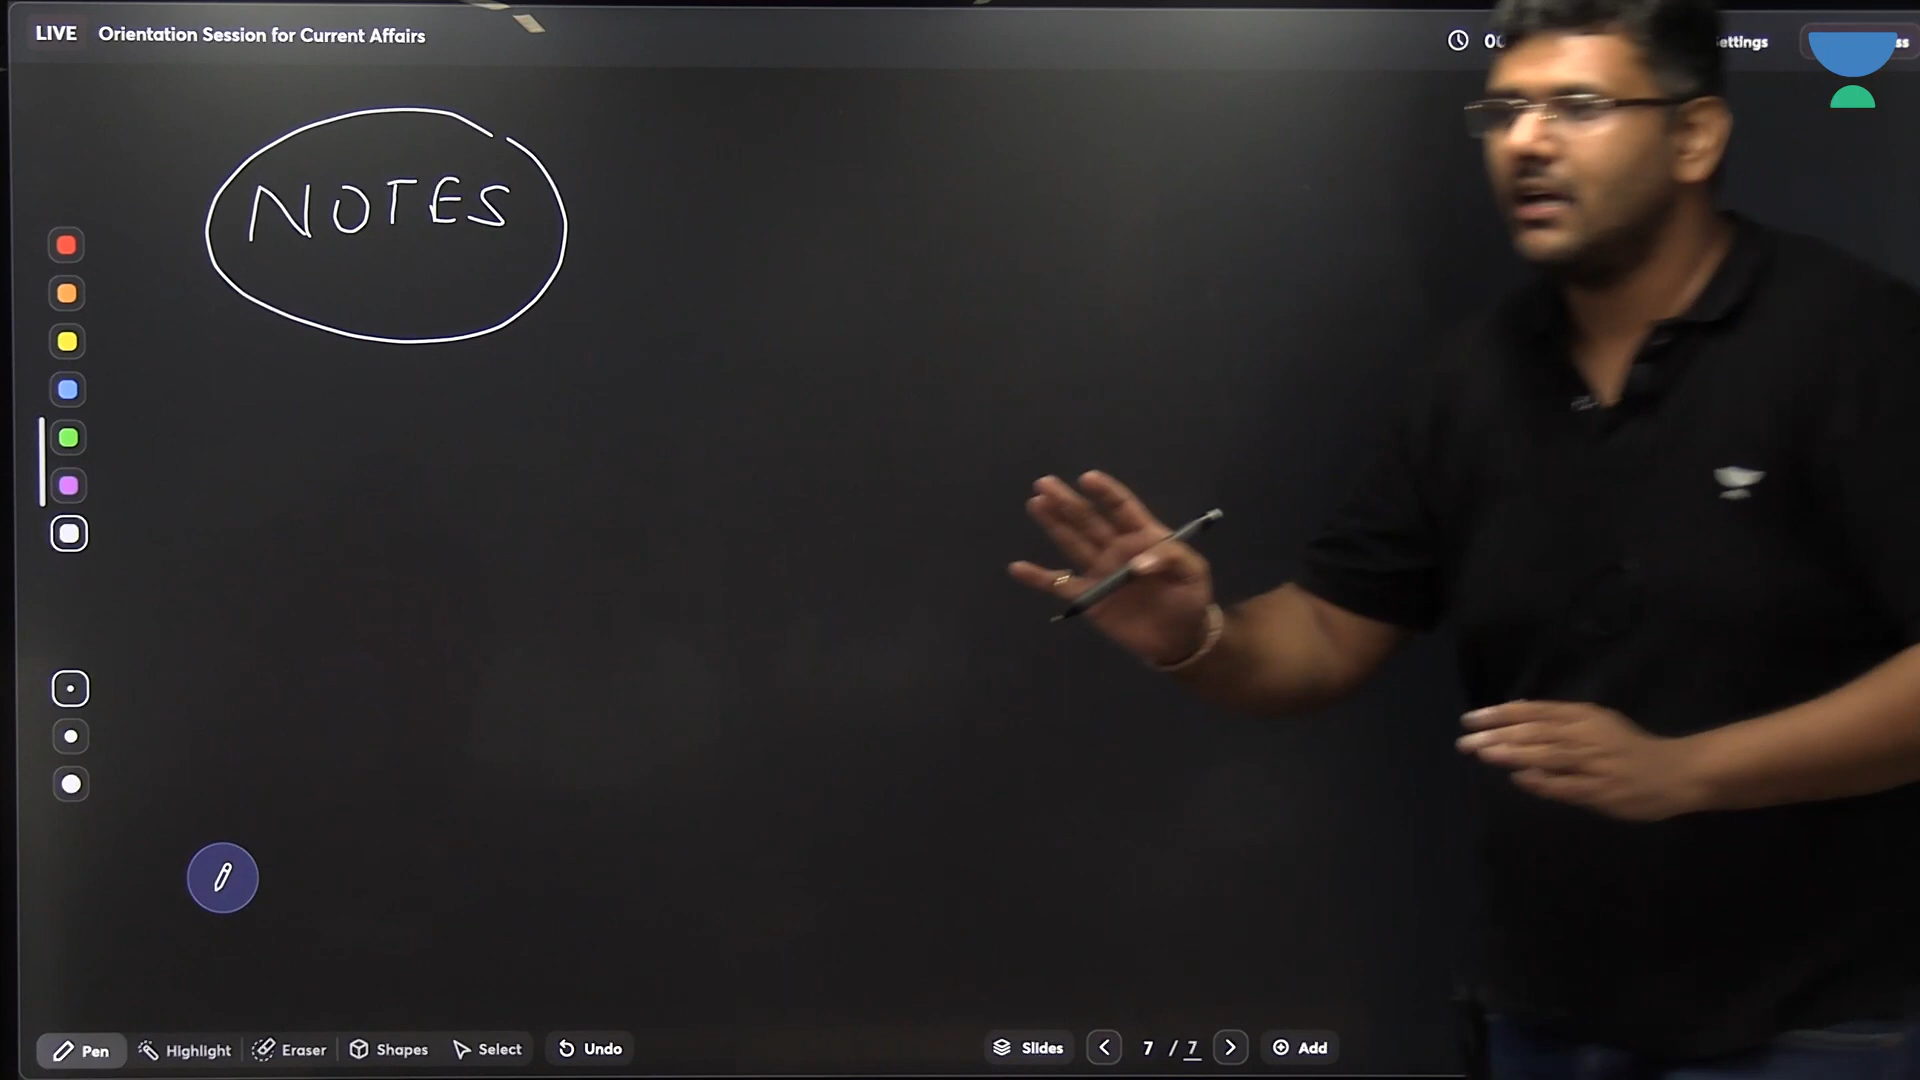 LIVE Orientation Session for Current Affairs
NOTES
Pen Highlight Eraser Shapes Select Undo Slides 7 / 7 Add